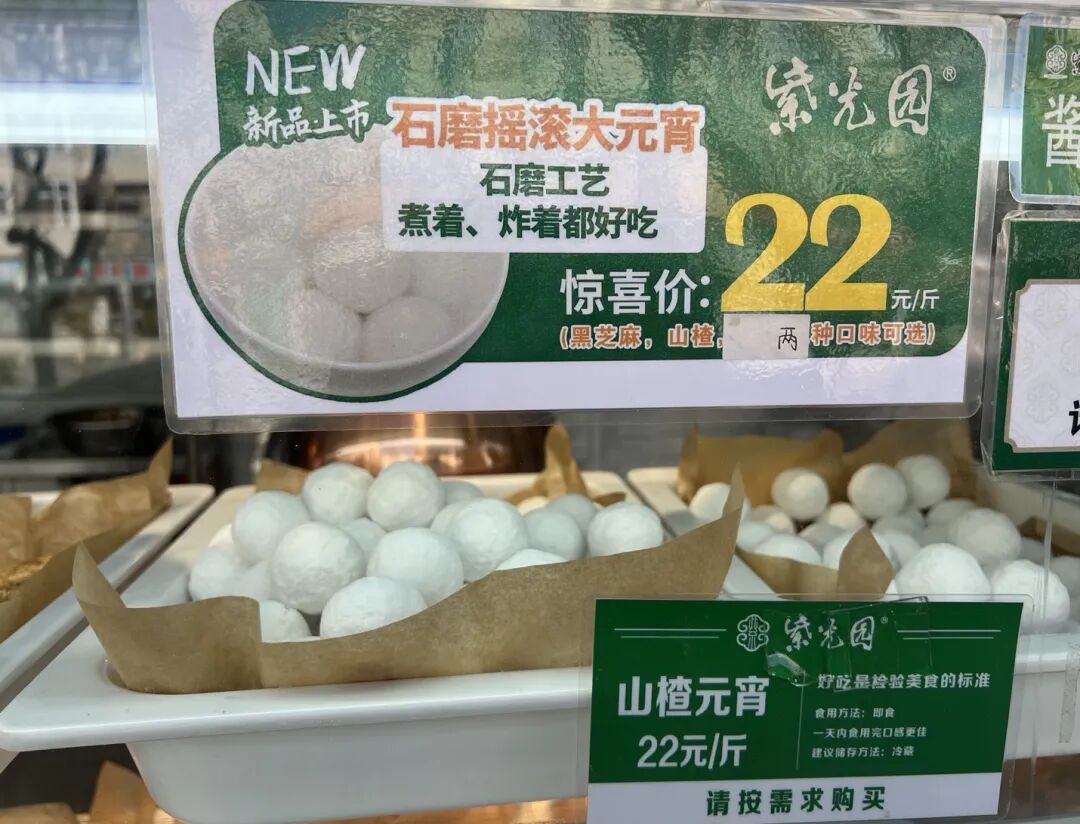 NEW
新品·上市
石磨摇滚大元宵
石磨工艺
煮着、炸着都好吃
紫光园®
惊喜价:22元/斤
(黑芝麻，山楂，两种口味可选)
酱
紫光园®
山楂元宵
22元/斤
好吃是检验美食的标准
食用方法：即食
一天内食用完口感更佳
建议储存方法：冷藏
请按需求购买